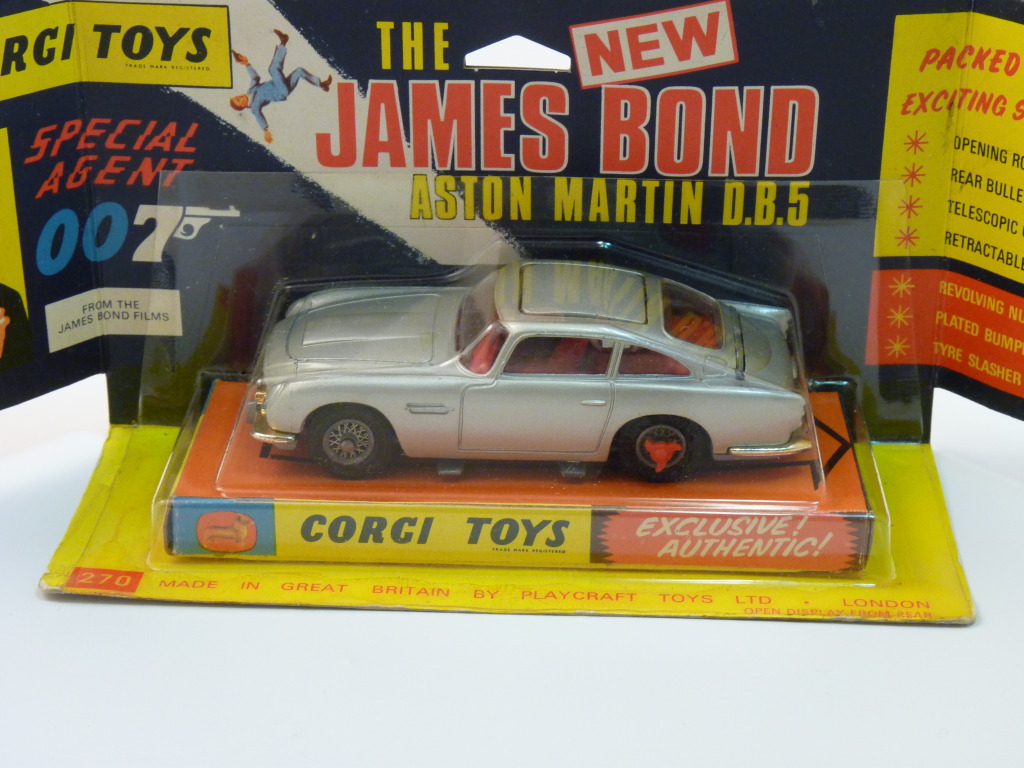 RGI TOYS
TRADE MARK REGISTERED
SPECIAL
AGENT
007
FROM THE
JAMES BOND FILMS
THE
NEW
JAMES BOND
ASTON MARTIN D.B.5
PACKED
EXCITING S
OPENING RO
REAR BULLE
TELESCOPIC
RETRACTABLE
REVOLVING NU
PLATED BUMP
TYRE SLASHER
CORGI TOYS
TRADE MARK REGISTERED
EXCLUSIVE!
AUTHENTIC!
270 MADE IN GREAT BRITAIN BY PLAYCRAFT TOYS LTD • LONDON
OPEN DISPLAY FROM REAR